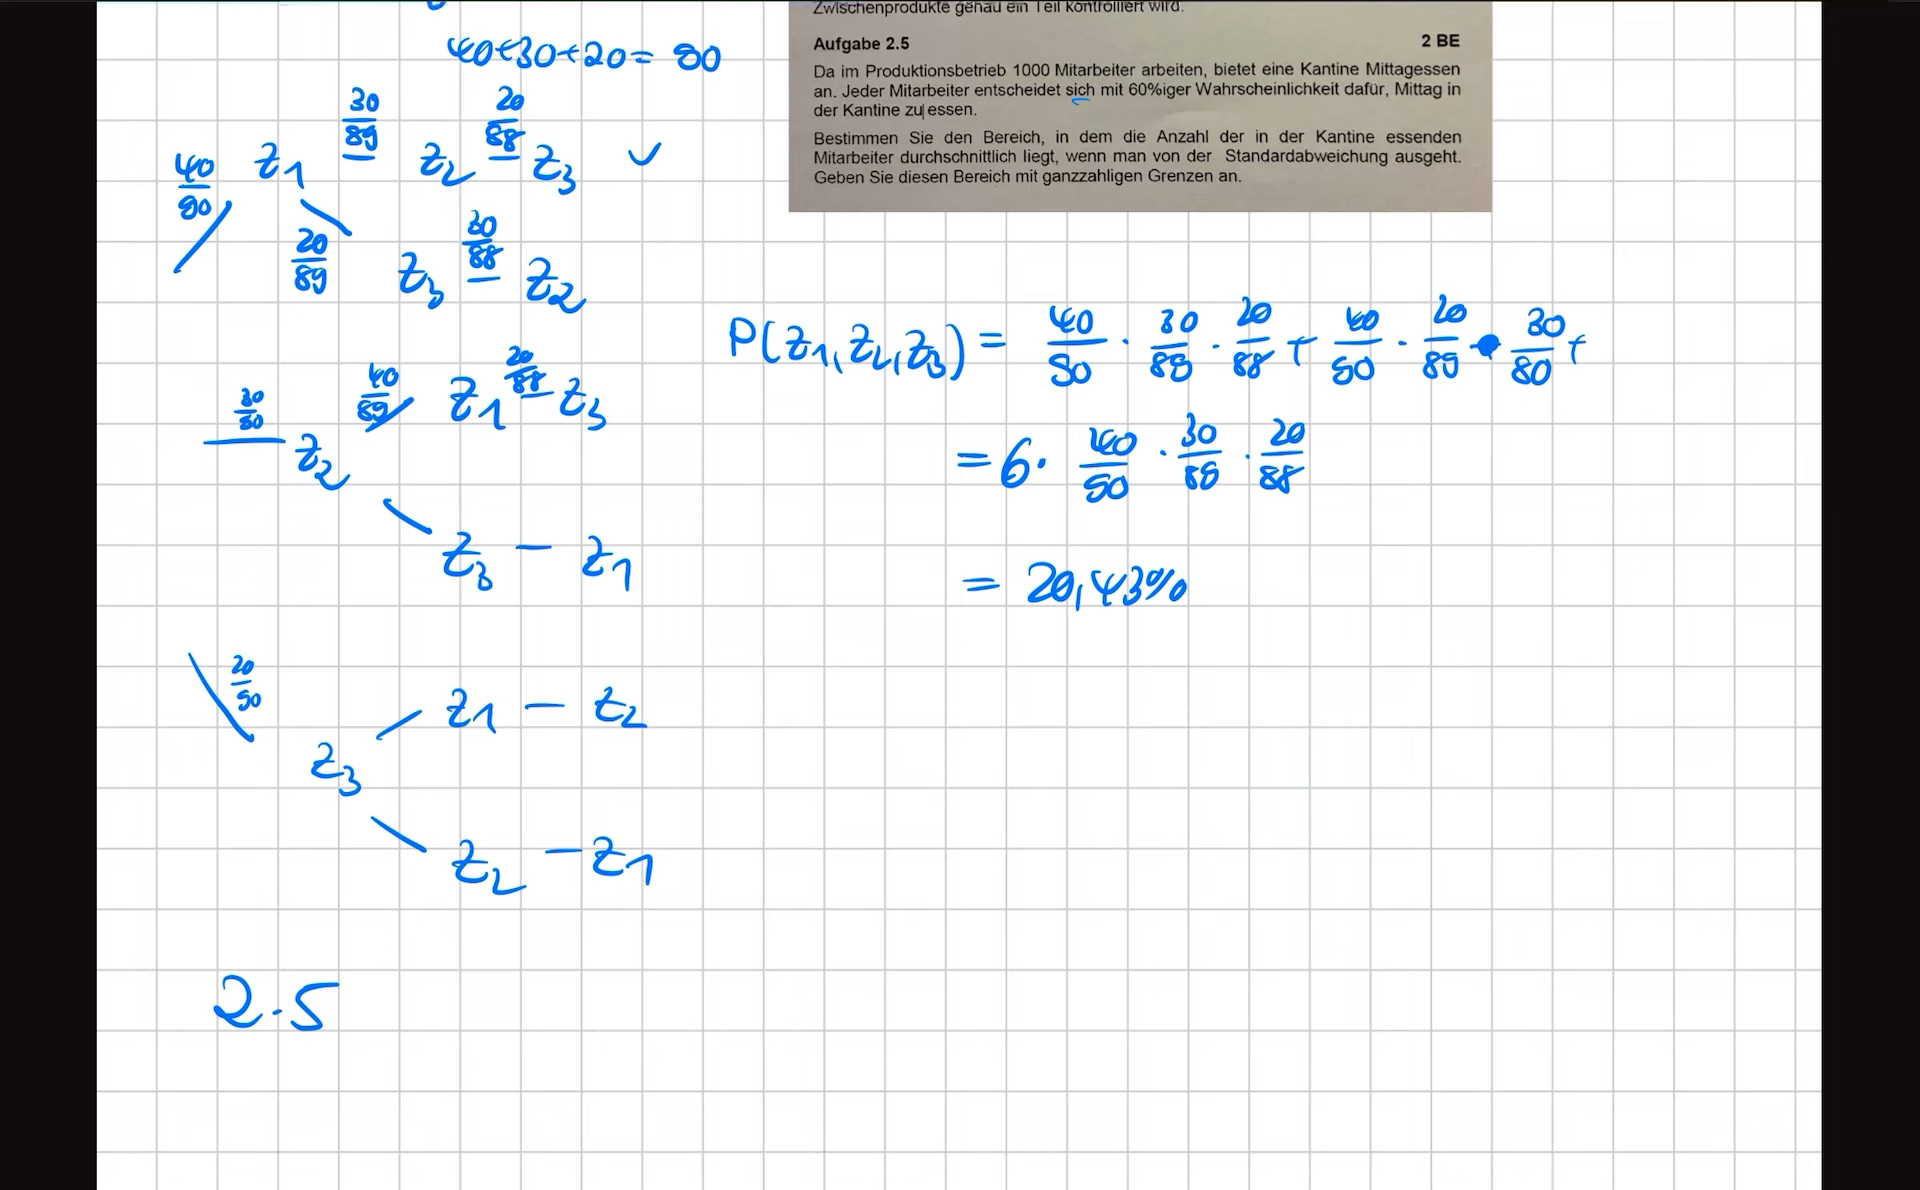 Zwischenprodukte genau ein Teil kontrolliert wird.
Aufgabe 2.5 2 BE
Da im Produktionsbetrieb 1000 Mitarbeiter arbeiten, bietet eine Kantine Mittagessen
an. Jeder Mitarbeiter entscheidet sich mit 60%iger Wahrscheinlichkeit dafür, Mittag in
der Kantine zu essen.
Bestimmen Sie den Bereich, in dem die Anzahl der in der Kantine essenden
Mitarbeiter durchschnittlich liegt, wenn man von der Standardabweichung ausgeht.
Geben Sie diesen Bereich mit ganzzahligen Grenzen an.
40+30+20= 90
40/90 Z1 30/89 Z2 20/88 Z3 ✓
20/89 Z3 30/88 Z2
30/90 Z2 40/89 Z1 20/88 Z3
Z3 – Z1
20/90 Z3 Z1 – Z2
Z2 – Z1
P(Z1,Z2,Z3) = 40/90 · 30/89 · 20/88 + 40/90 · 20/89 · 30/80 +
= 6 · 40/90 · 30/89 · 20/88
= 20,43%
2.5